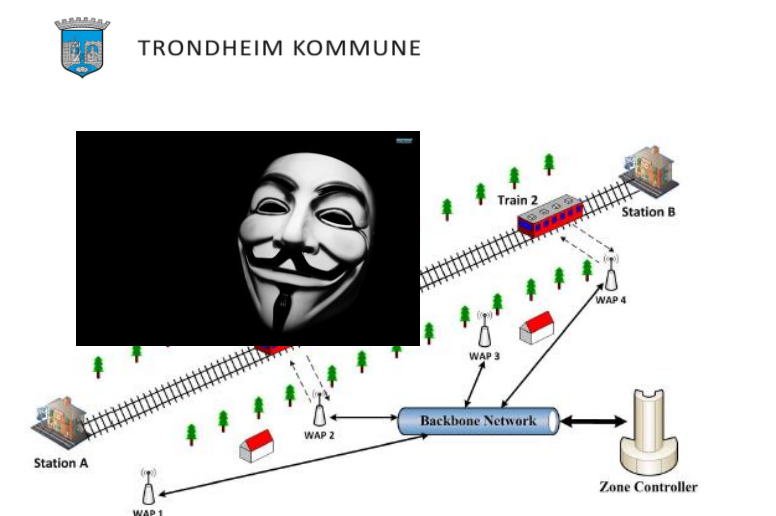 TRONDHEIM KOMMUNE
Train 2
Station B
WAP 4
WAP 3
Backbone Network
WAP 2
Station A
Zone Controller
WAP 1